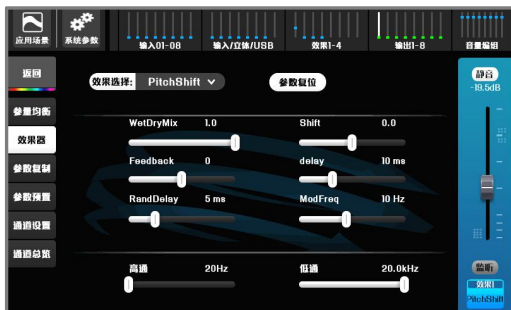 应用场景 系统参数 输入01-08 输入/立体/USB 效果1-4 输出1-8 音量编组
返回 效果选择: PitchShift 参数复位 静音
-19.5dB
参量均衡 WetDryMix 1.0 Shift 0.0
效果器
Feedback 0 delay 10 ms
参数复制
参数预置 RandDelay 5 ms ModFreq 10 Hz
通道设置
通道总览
高通 20Hz 低通 20.0kHz 监听
效果1
PitchShift